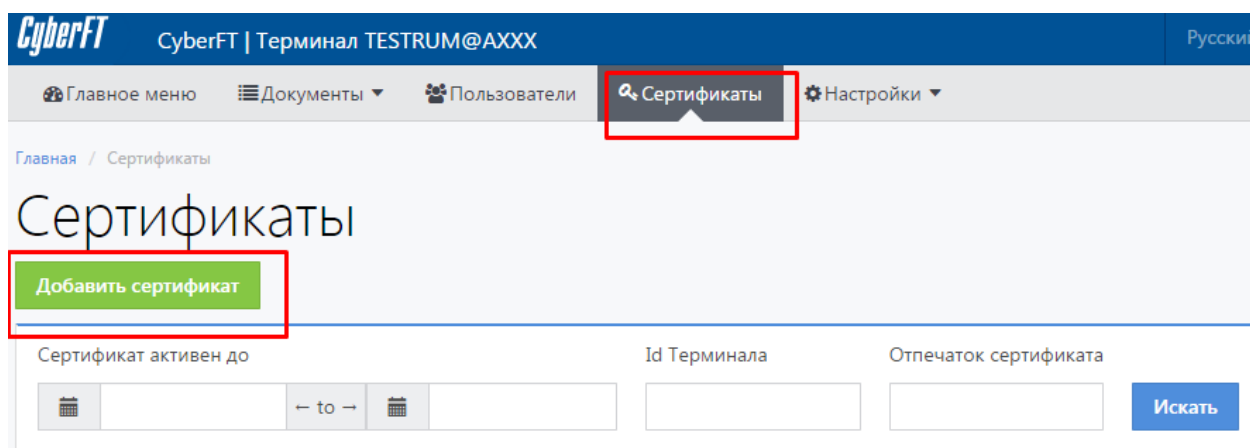 CyberFT CyberFT | Терминал TESTRUM@AXXX Русский
Главное меню Документы Пользователи Сертификаты Настройки
Главная / Сертификаты
Сертификаты
Добавить сертификат
Сертификат активен до Id Терминала Отпечаток сертификата
← to → Искать